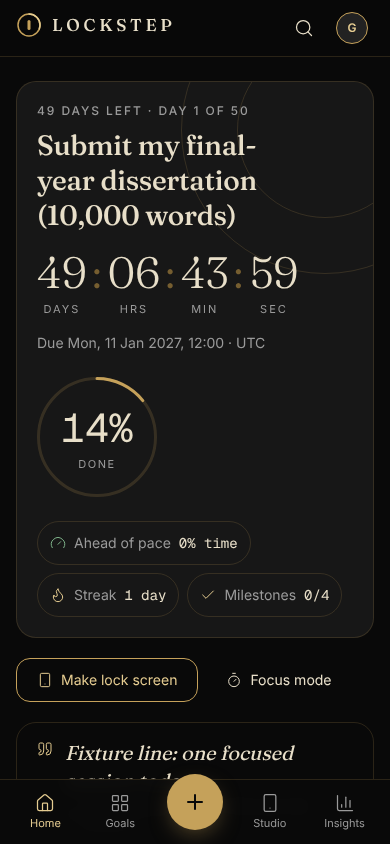 LOCKSTEP
G
49 DAYS LEFT · DAY 1 OF 50
Submit my final-
year dissertation
(10,000 words)
49:06:43:59
DAYS HRS MIN SEC
Due Mon, 11 Jan 2027, 12:00 · UTC
14%
DONE
Ahead of pace 0% time
Streak 1 day
Milestones 0/4
Make lock screen
Focus mode
Fixture line: one focused
session today
Home
Goals
Studio
Insights